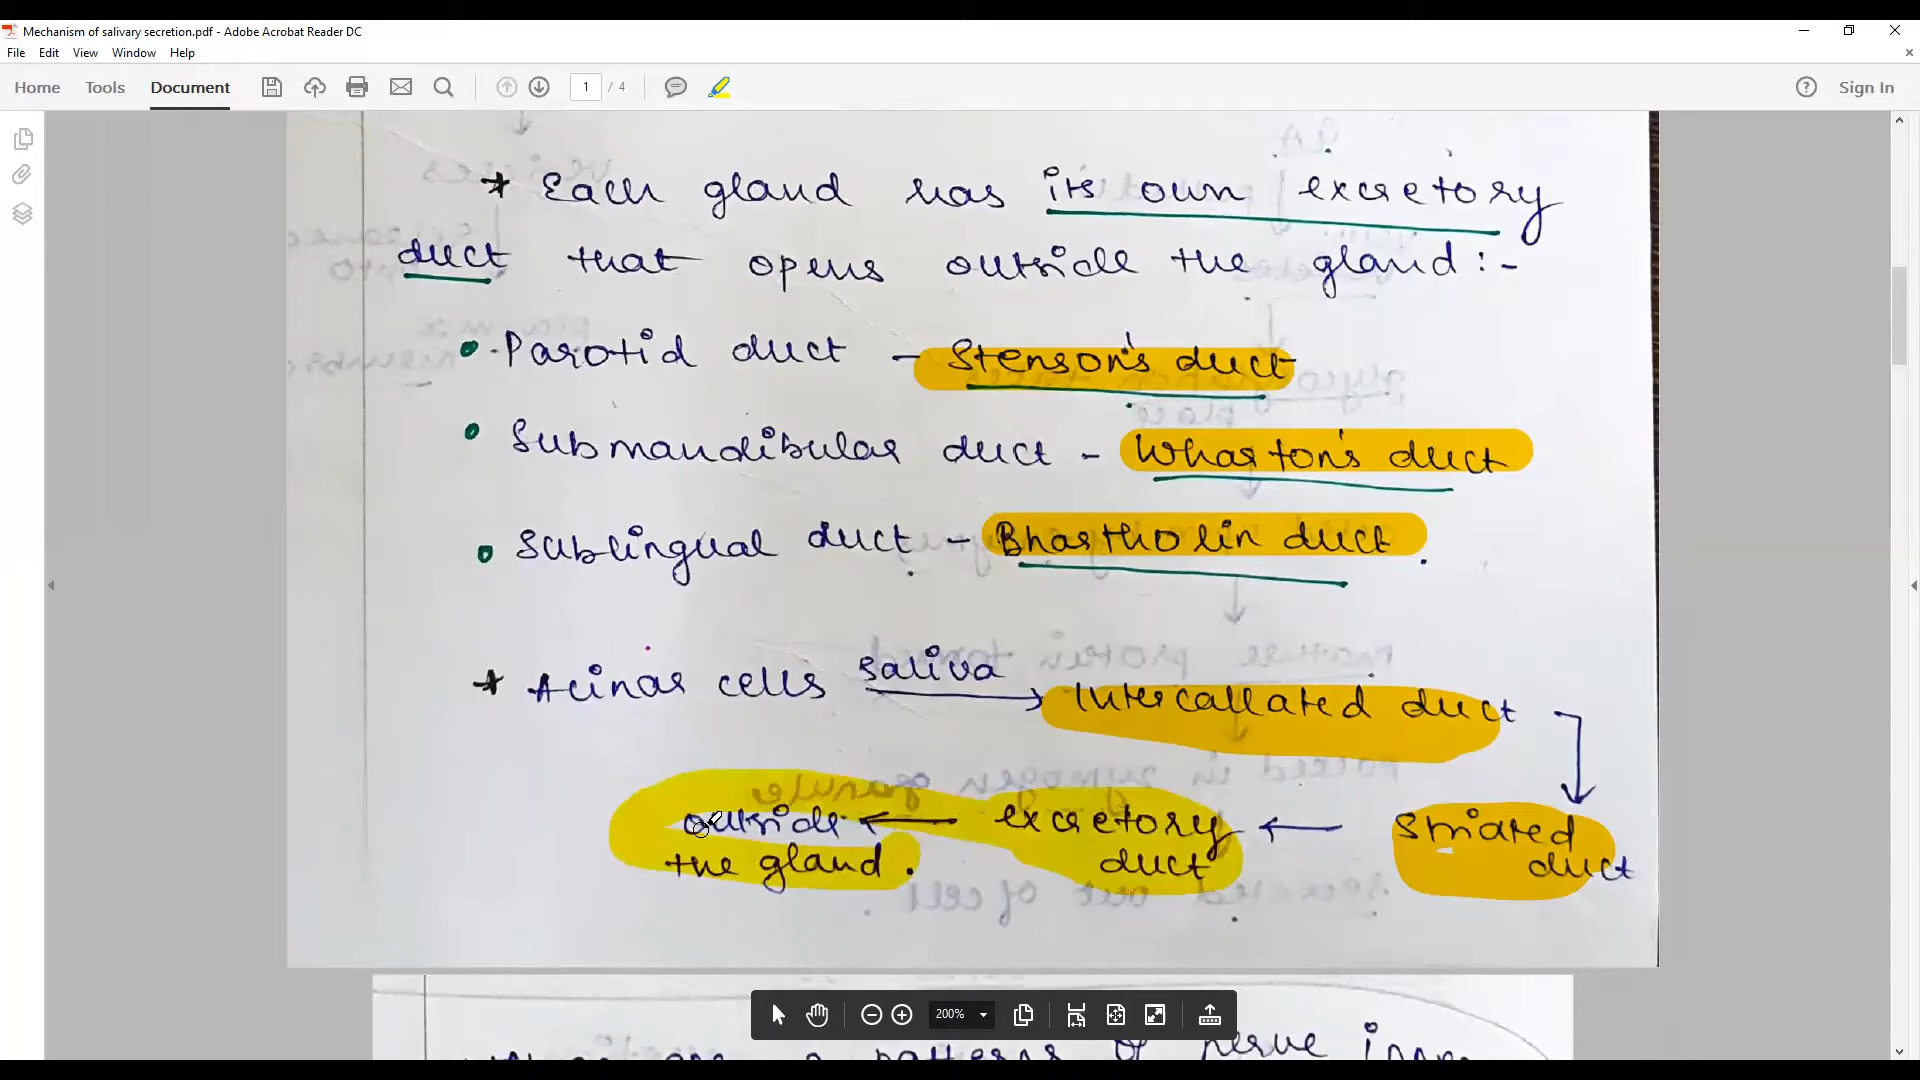 Mechanism of salivary secretion.pdf - Adobe Acrobat Reader DC
File Edit View Window Help
Home Tools Document 1 / 4 Sign In
* Each gland has its own excretory
duct that opens outside the gland :-
• Parotid duct - Stenson's duct
• Submandibular duct - Wharton's duct
• Sublingual duct - Bhartholin duct.
* Acinar cells saliva → Intercallated duct
outside ← excretory ← Striated
the gland. duct duct
200%
patterns of nerve